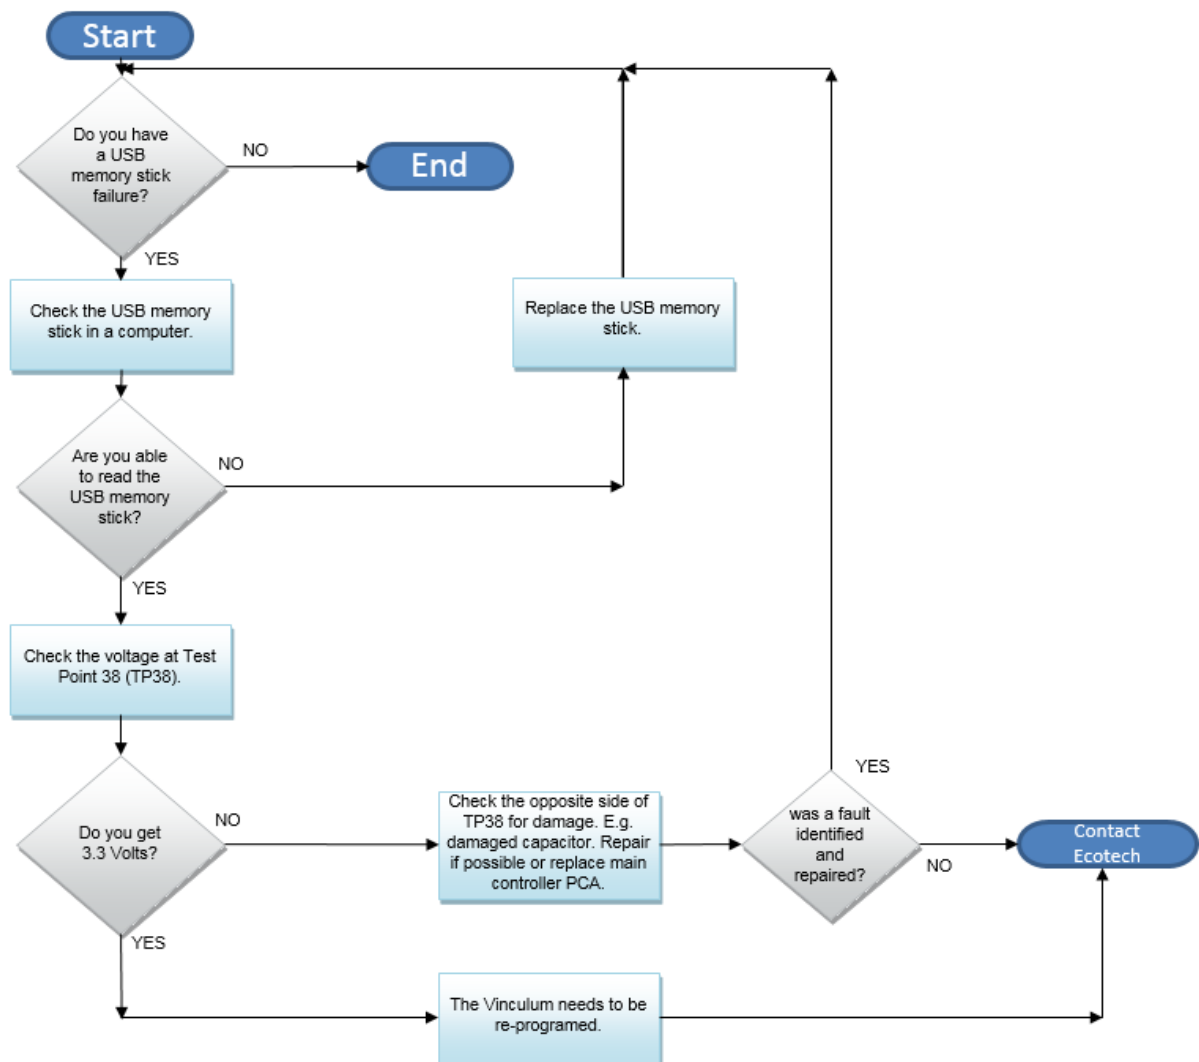 Start
Do you have
a USB
memory stick
failure?
NO
End
YES
Check the USB memory
stick in a computer.
Replace the USB memory
stick.
Are you able
to read the
USB memory
stick?
NO
YES
Check the voltage at Test
Point 38 (TP38).
Do you get
3.3 Volts?
NO
Check the opposite side of
TP38 for damage. E.g.
damaged capacitor. Repair
if possible or replace main
controller PCA.
was a fault
identified
and
repaired?
YES
NO
Contact
Ecotech
YES
The Vinculum needs to be
re-programed.